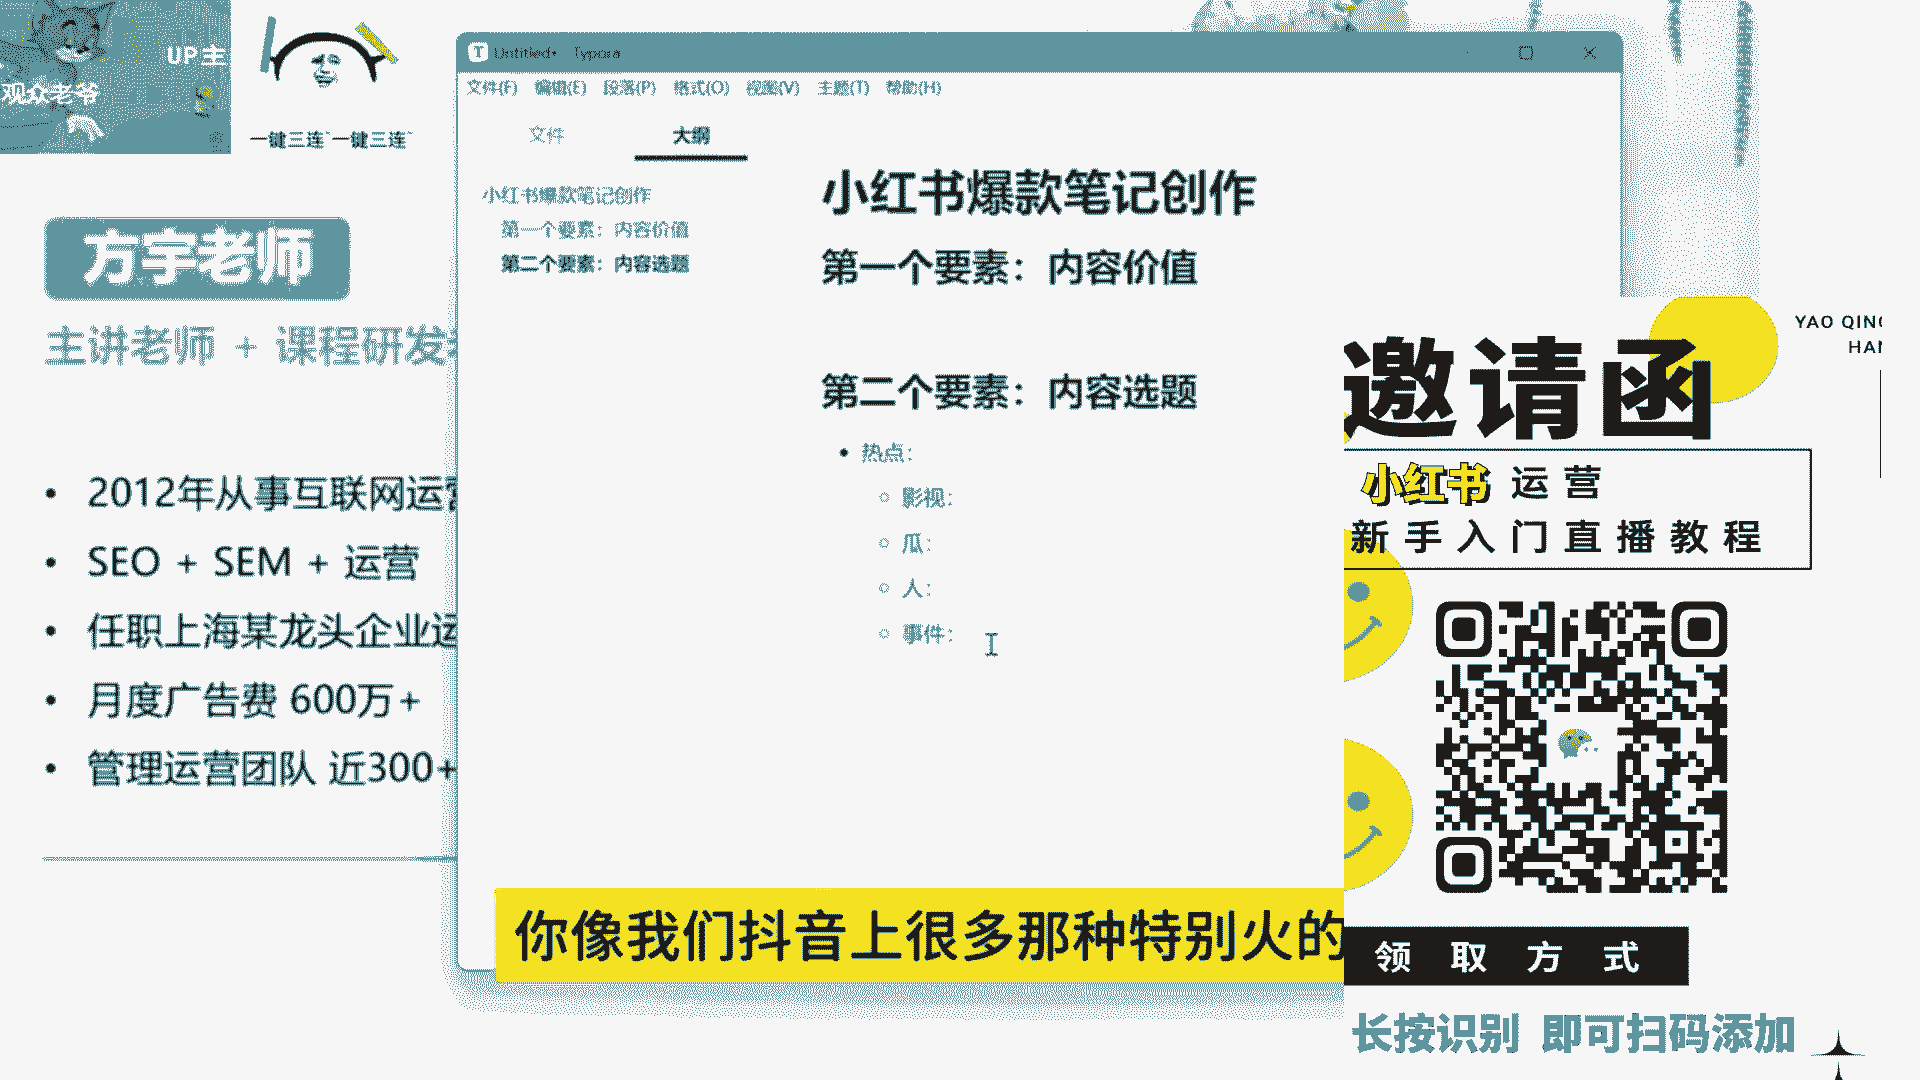 UP主
观众老爷
一键三连~一键三连~
方宇老师
主讲老师 + 课程研发
2012年从事互联网运营
SEO + SEM + 运营
任职上海某龙头企业运
月度广告费 600万+
管理运营团队 近300+
Untitled• Typora
文件(F) 编辑(E) 段落(P) 格式(O) 视图(V) 主题(T) 帮助(H)
文件 大纲
小红书爆款笔记创作
第一个要素：内容价值
第二个要素：内容选题
小红书爆款笔记创作
第一个要素：内容价值
第二个要素：内容选题
热点：
影视：
瓜：
人：
事件：
你像我们抖音上很多那种特别火的
YAO QING
HAN
邀请函
小红书 运营
新手入门直播教程
领取方式
长按识别 即可扫码添加